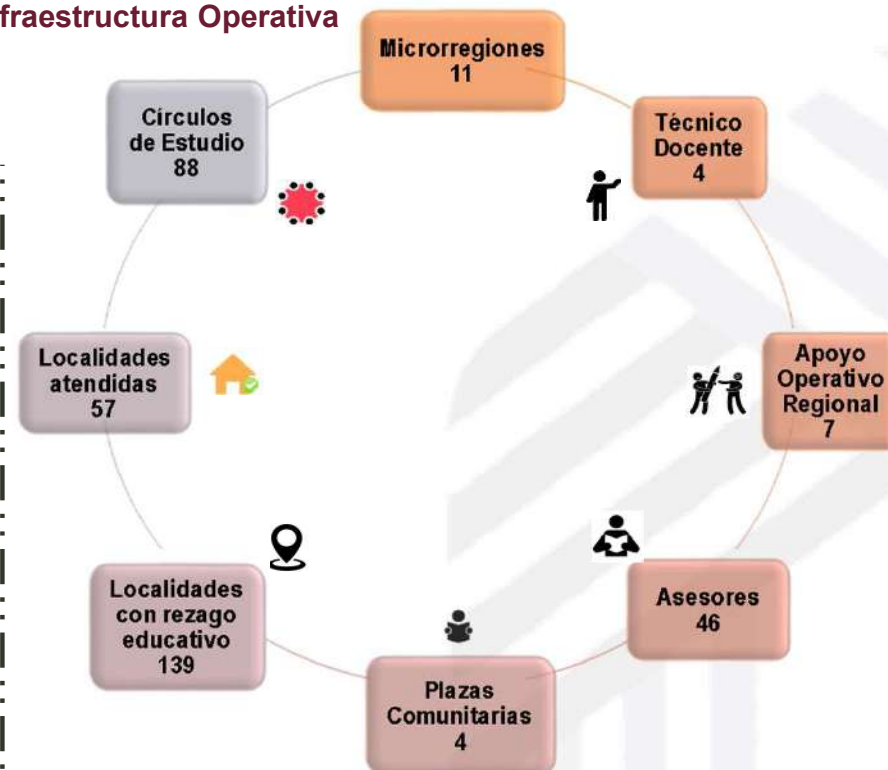 fraestructura Operativa
Microrregiones
11
Técnico
Docente
4
Apoyo
Operativo
Regional
7
Asesores
46
Plazas
Comunitarias
4
Localidades
con rezago
educativo
139
Localidades
atendidas
57
Círculos
de Estudio
88